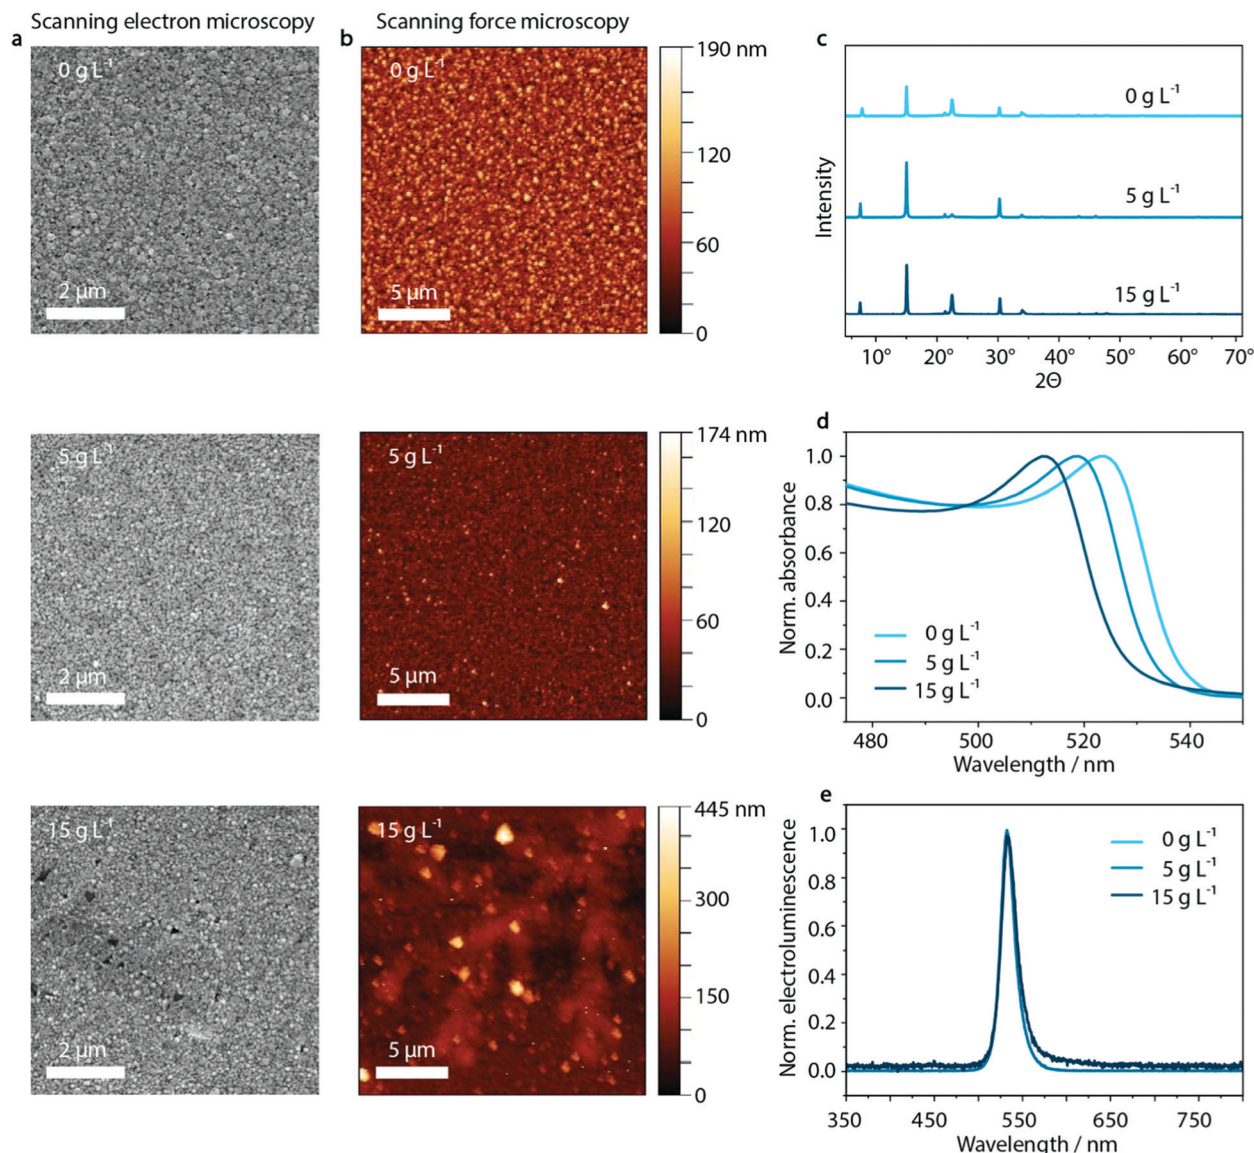 Scanning electron microscopy
Scanning force microscopy
a
0 g L⁻¹
2 µm
5 g L⁻¹
2 µm
15 g L⁻¹
2 µm
b
0 g L⁻¹
5 µm
190 nm
120
60
0
5 g L⁻¹
5 µm
174 nm
120
60
0
15 g L⁻¹
5 µm
445 nm
300
150
0
c
0 g L⁻¹
5 g L⁻¹
15 g L⁻¹
Intensity
10° 20° 30° 40° 50° 60° 70°
2Θ
d
Norm. absorbance
1.0
0.8
0.6
0.4
0.2
0.0
0 g L⁻¹
5 g L⁻¹
15 g L⁻¹
480 500 520 540
Wavelength / nm
e
Norm. electroluminescence
1.0
0.8
0.6
0.4
0.2
0.0
0 g L⁻¹
5 g L⁻¹
15 g L⁻¹
350 450 550 650 750
Wavelength / nm